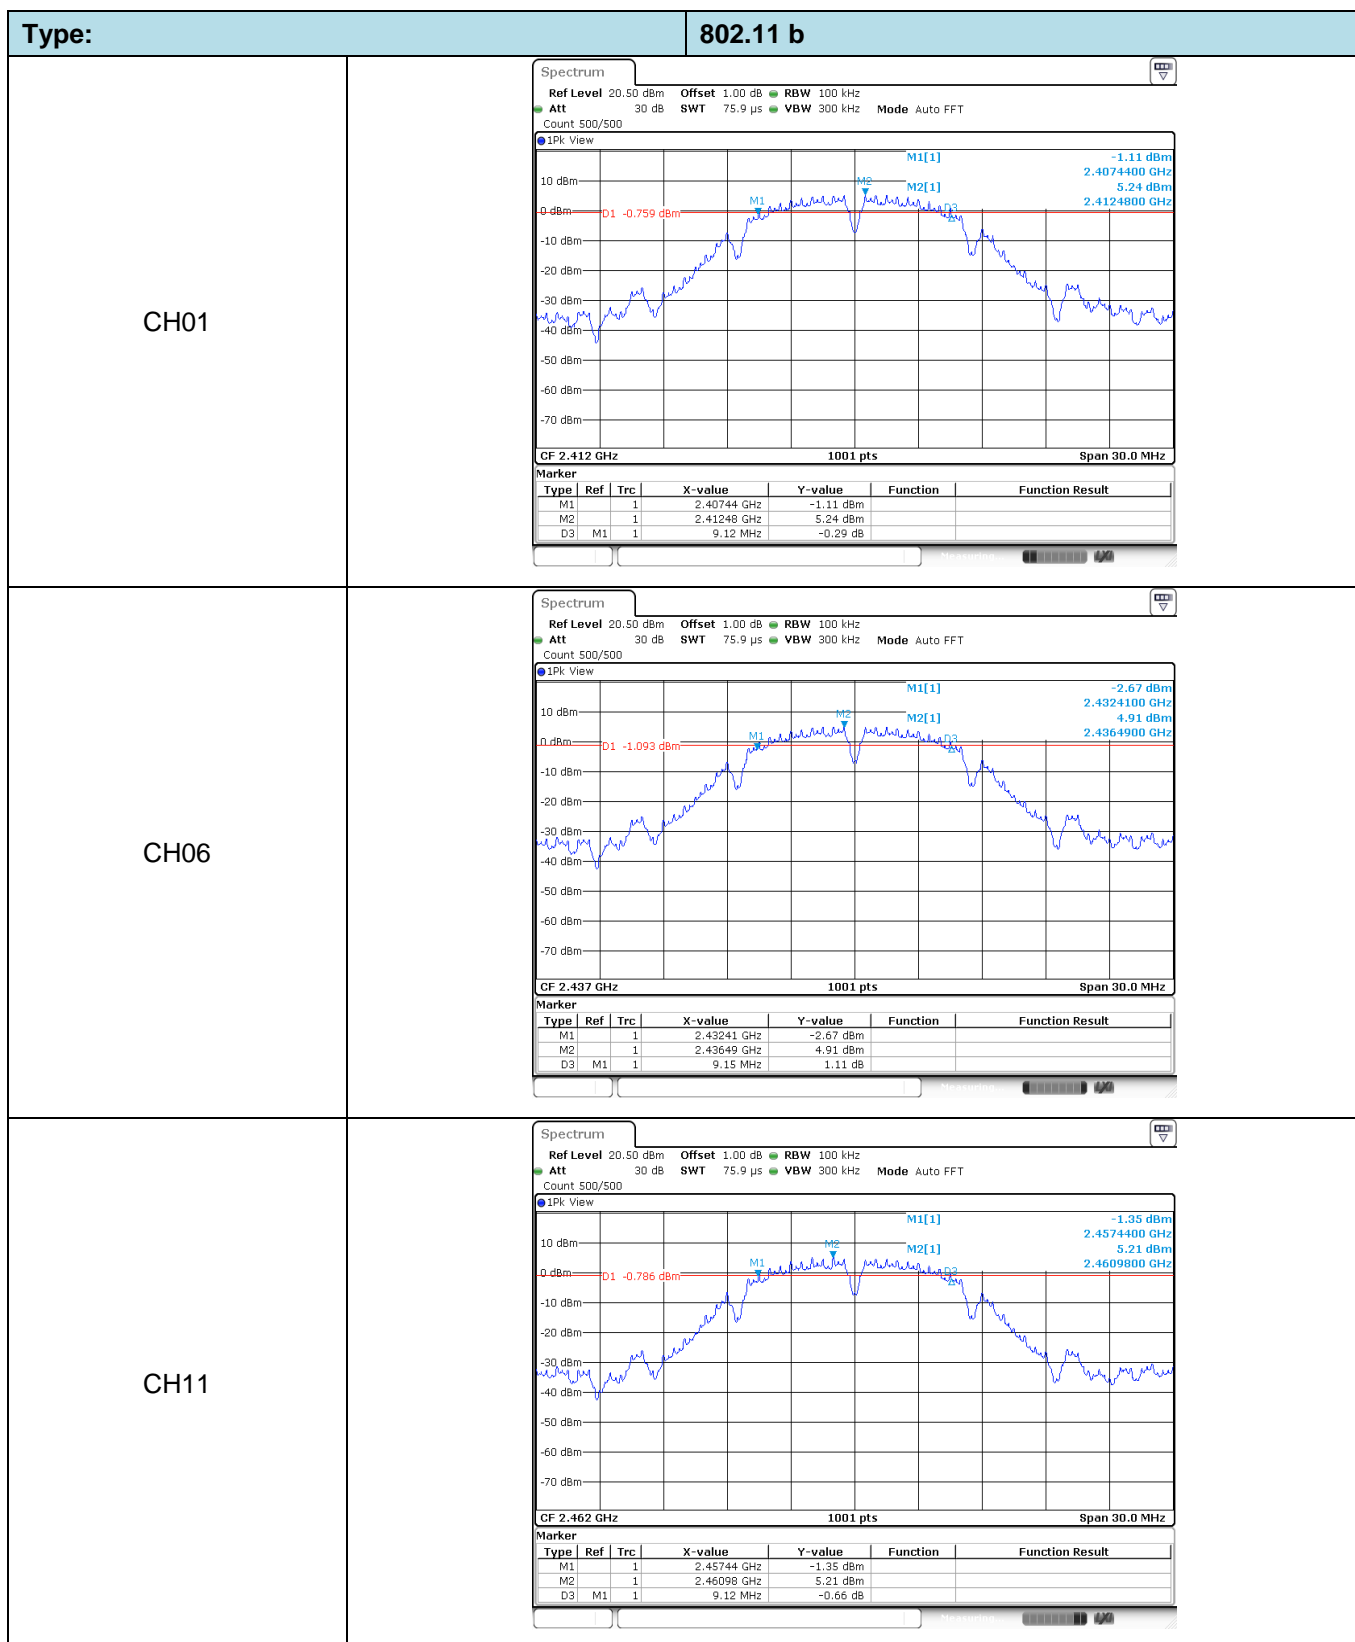 Type: 802.11 b
CH01
Spectrum
Ref Level 20.50 dBm Offset 1.00 dB RBW 100 kHz
Att 30 dB SWT 75.9 µs VBW 300 kHz Mode Auto FFT
Count 500/500
1Pk View
M1[1] -1.11 dBm
2.4074400 GHz
M2[1] 5.24 dBm
2.4124800 GHz
10 dBm
M2
M1
D3
0 dBm
D1 -0.759 dBm
-10 dBm
-20 dBm
-30 dBm
-40 dBm
-50 dBm
-60 dBm
-70 dBm
CF 2.412 GHz 1001 pts Span 30.0 MHz
Marker
Type Ref Trc X-value Y-value Function Function Result
M1 1 2.40744 GHz -1.11 dBm
M2 1 2.41248 GHz 5.24 dBm
D3 M1 1 9.12 MHz -0.29 dB
Measuring...
CH06
Spectrum
Ref Level 20.50 dBm Offset 1.00 dB RBW 100 kHz
Att 30 dB SWT 75.9 µs VBW 300 kHz Mode Auto FFT
Count 500/500
1Pk View
M1[1] -2.67 dBm
2.4324100 GHz
M2[1] 4.91 dBm
2.4364900 GHz
10 dBm
M2
M1
D3
0 dBm
D1 -1.093 dBm
-10 dBm
-20 dBm
-30 dBm
-40 dBm
-50 dBm
-60 dBm
-70 dBm
CF 2.437 GHz 1001 pts Span 30.0 MHz
Marker
Type Ref Trc X-value Y-value Function Function Result
M1 1 2.43241 GHz -2.67 dBm
M2 1 2.43649 GHz 4.91 dBm
D3 M1 1 9.15 MHz 1.11 dB
Measuring...
CH11
Spectrum
Ref Level 20.50 dBm Offset 1.00 dB RBW 100 kHz
Att 30 dB SWT 75.9 µs VBW 300 kHz Mode Auto FFT
Count 500/500
1Pk View
M1[1] -1.35 dBm
2.4574400 GHz
M2[1] 5.21 dBm
2.4609800 GHz
10 dBm
M2
M1
D3
0 dBm
D1 -0.786 dBm
-10 dBm
-20 dBm
-30 dBm
-40 dBm
-50 dBm
-60 dBm
-70 dBm
CF 2.462 GHz 1001 pts Span 30.0 MHz
Marker
Type Ref Trc X-value Y-value Function Function Result
M1 1 2.45744 GHz -1.35 dBm
M2 1 2.46098 GHz 5.21 dBm
D3 M1 1 9.12 MHz -0.66 dB
Measuring...